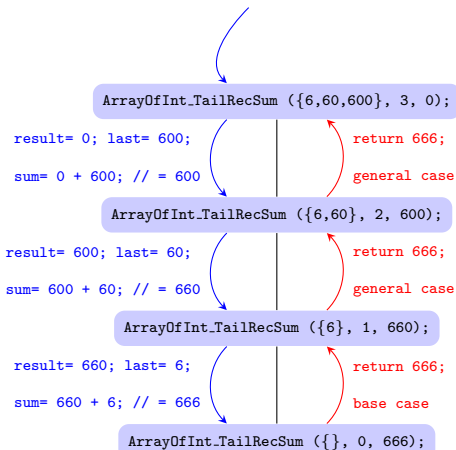 ArrayOfInt_TailRecSum ({6,60,600}, 3, 0);
result= 0; last= 600;
return 666;
sum= 0 + 600; // = 600
general case
ArrayOfInt_TailRecSum ({6,60}, 2, 600);
result= 600; last= 60;
return 666;
sum= 600 + 60; // = 660
general case
ArrayOfInt_TailRecSum ({6}, 1, 660);
result= 660; last= 6;
return 666;
sum= 660 + 6; // = 666
base case
ArrayOfInt_TailRecSum ({}, 0, 666);